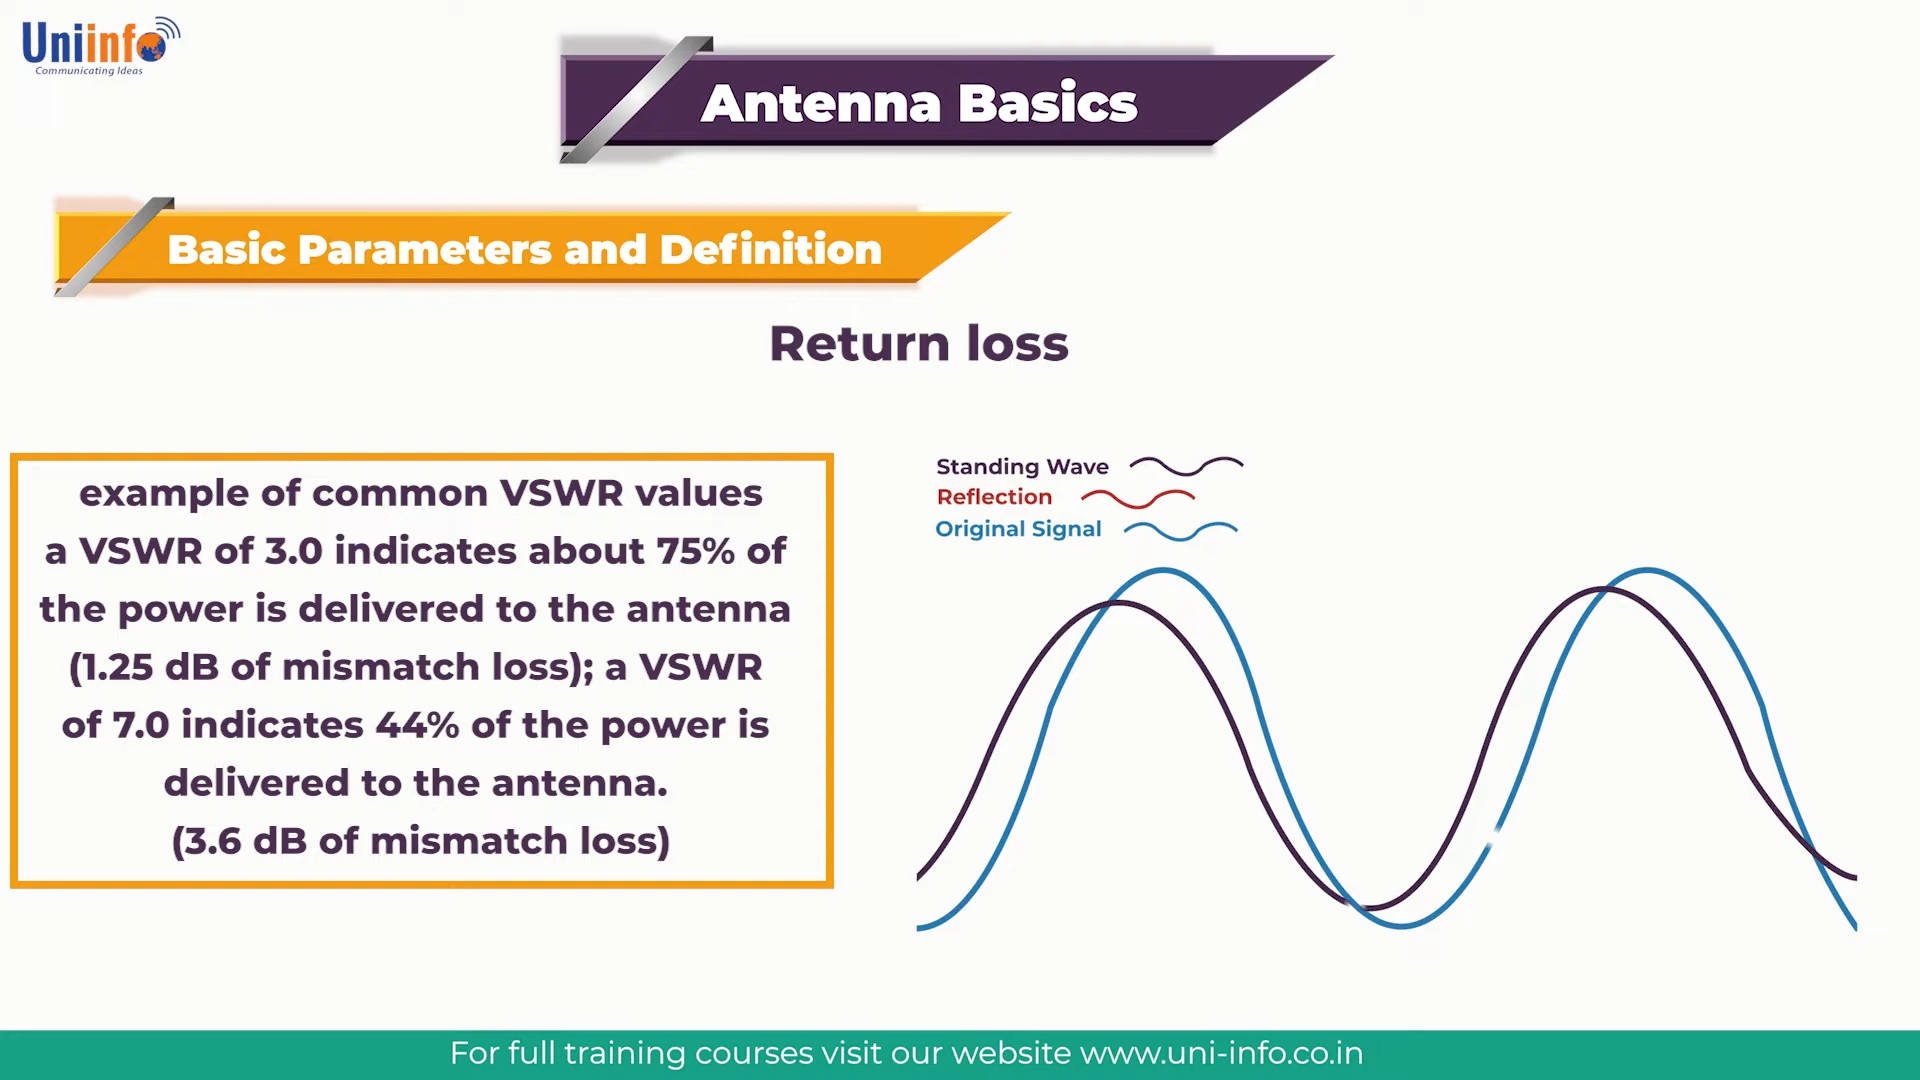 Uniinfo
Communicating Ideas
Antenna Basics
Basic Parameters and Definition
Return loss
example of common VSWR values
a VSWR of 3.0 indicates about 75% of
the power is delivered to the antenna
(1.25 dB of mismatch loss); a VSWR
of 7.0 indicates 44% of the power is
delivered to the antenna.
(3.6 dB of mismatch loss)
Standing Wave
Reflection
Original Signal
For full training courses visit our website www.uni-info.co.in